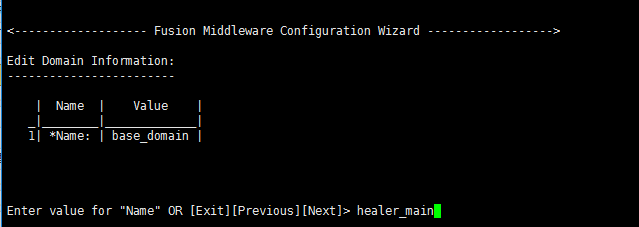 <------------------- Fusion Middleware Configuration Wizard ------------------>
Edit Domain Information:
------------------------
| Name | Value |
_|_______|_____________|
1| *Name: | base_domain |
Enter value for "Name" OR [Exit][Previous][Next]> healer_main